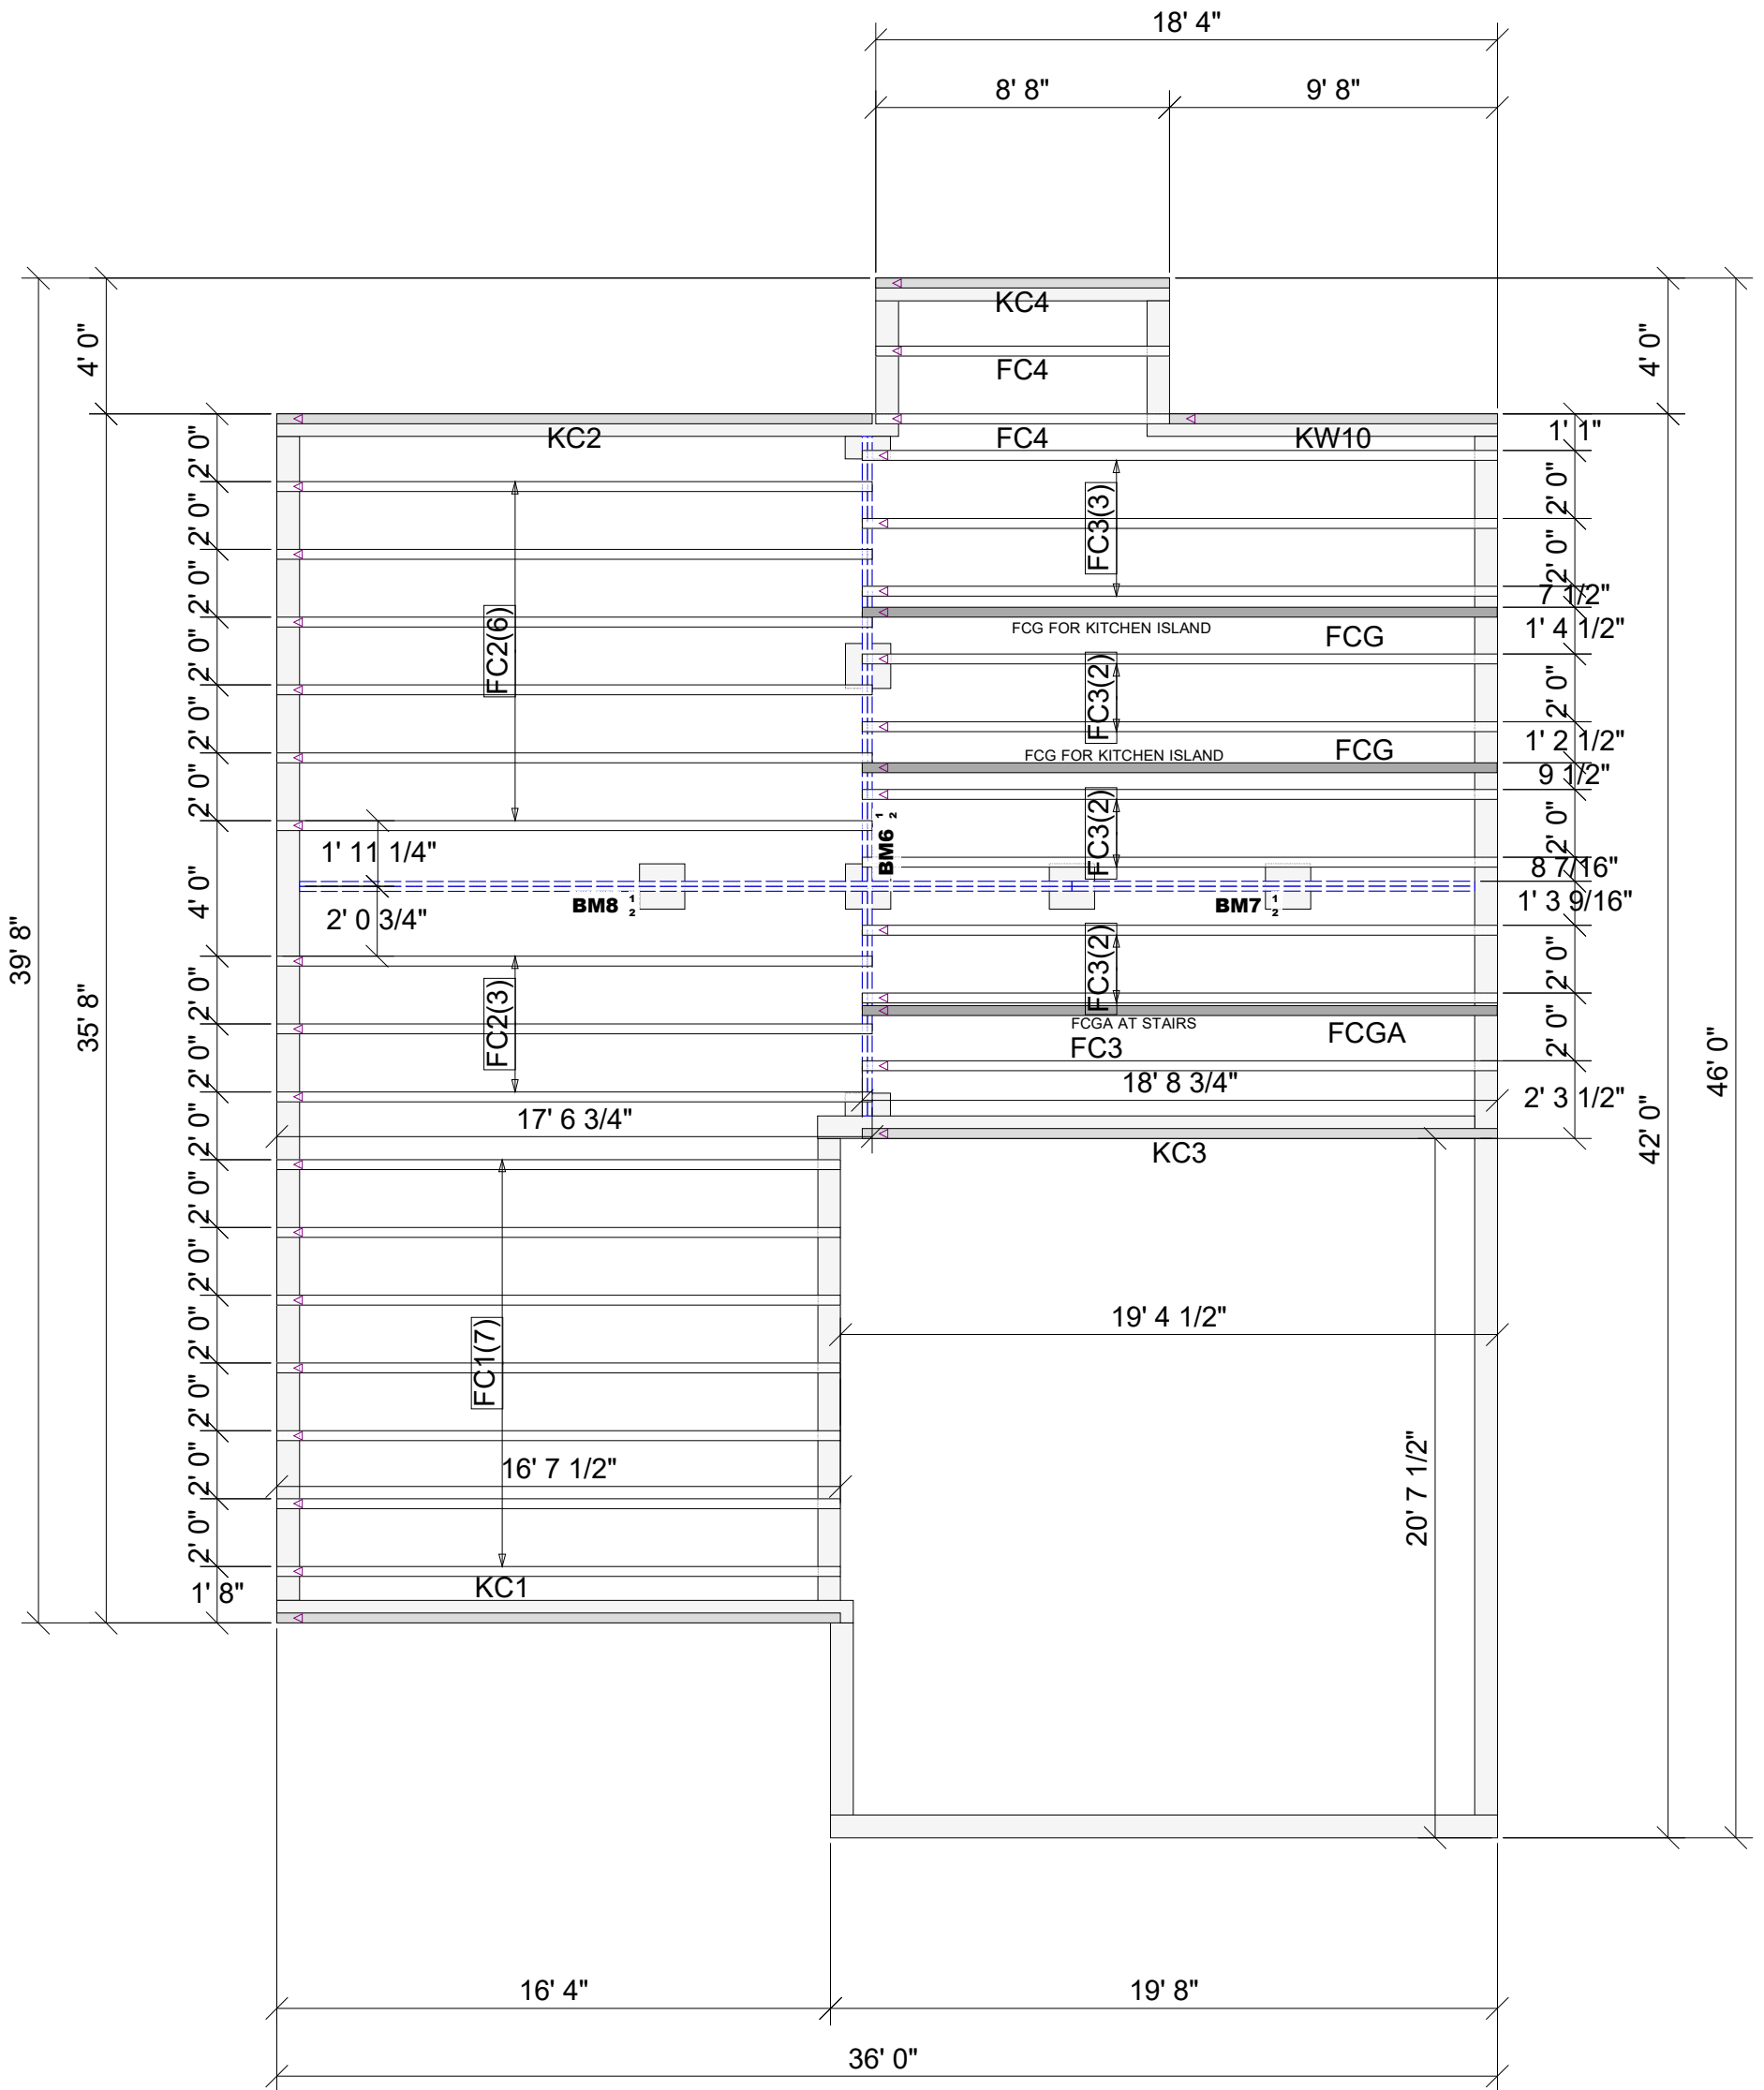 18' 4"
8' 8"
9' 8"
KC4
4' 0"
4' 0"
FC4
KC2
FC4
KW10
1' 1"
2' 0"
2' 0"
2' 0"
2' 0"
2' 0"
2' 0"
FC3(3)
2' 0"
2' 0"
7 1/2"
FC2(6)
FCG FOR KITCHEN ISLAND
FCG
1' 4 1/2"
FC3(2)
2' 0"
FCG FOR KITCHEN ISLAND
FCG
1' 2 1/2"
9 1/2"
1' 11 1/4"
BM6 1 2
FC3(2)
2' 0"
8 7/16"
4' 0"
2' 0 3/4"
BM8 1 2
BM7 1 2
1' 3 9/16"
39' 8"
35' 8"
FC2(3)
FC3(2)
2' 0"
2' 0"
2' 0"
FCGA AT STAIRS
FCGA
FC3
2' 0"
18' 8 3/4"
2' 3 1/2"
46' 0"
42' 0"
17' 6 3/4"
2' 0"
KC3
2' 0"
2' 0"
2' 0"
2' 0"
2' 0"
2' 0"
FC1(7)
19' 4 1/2"
16' 7 1/2"
20' 7 1/2"
KC1
1' 8"
16' 4"
19' 8"
36' 0"